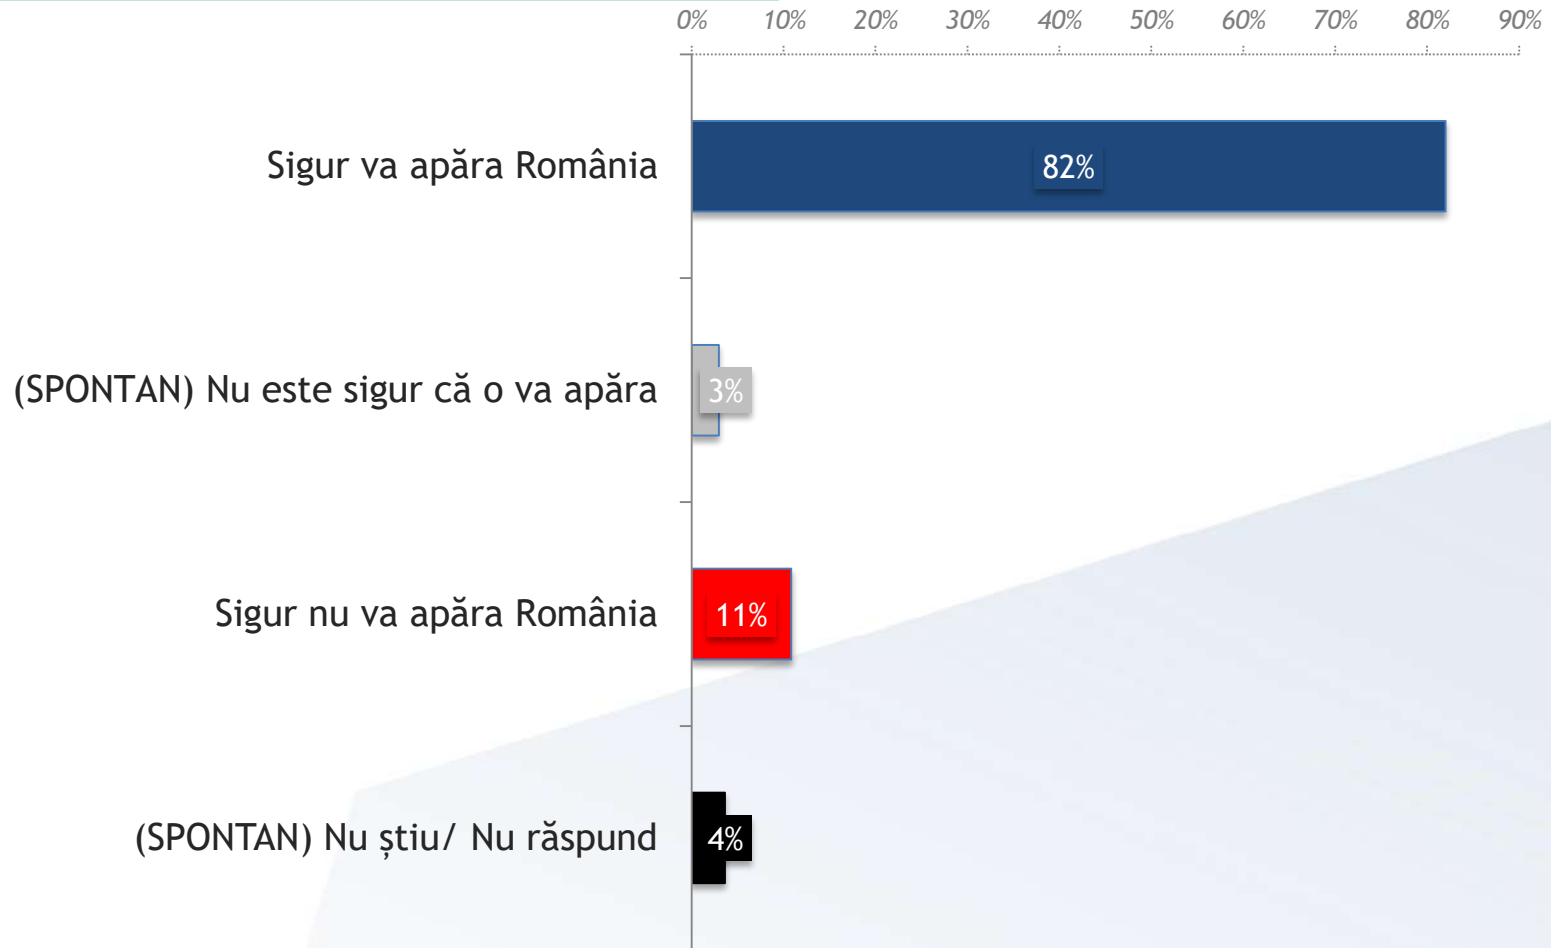 0% 10% 20% 30% 40% 50% 60% 70% 80% 90%
Sigur va apăra România 82%
(SPONTAN) Nu este sigur că o va apăra 3%
Sigur nu va apăra România 11%
(SPONTAN) Nu știu/ Nu răspund 4%